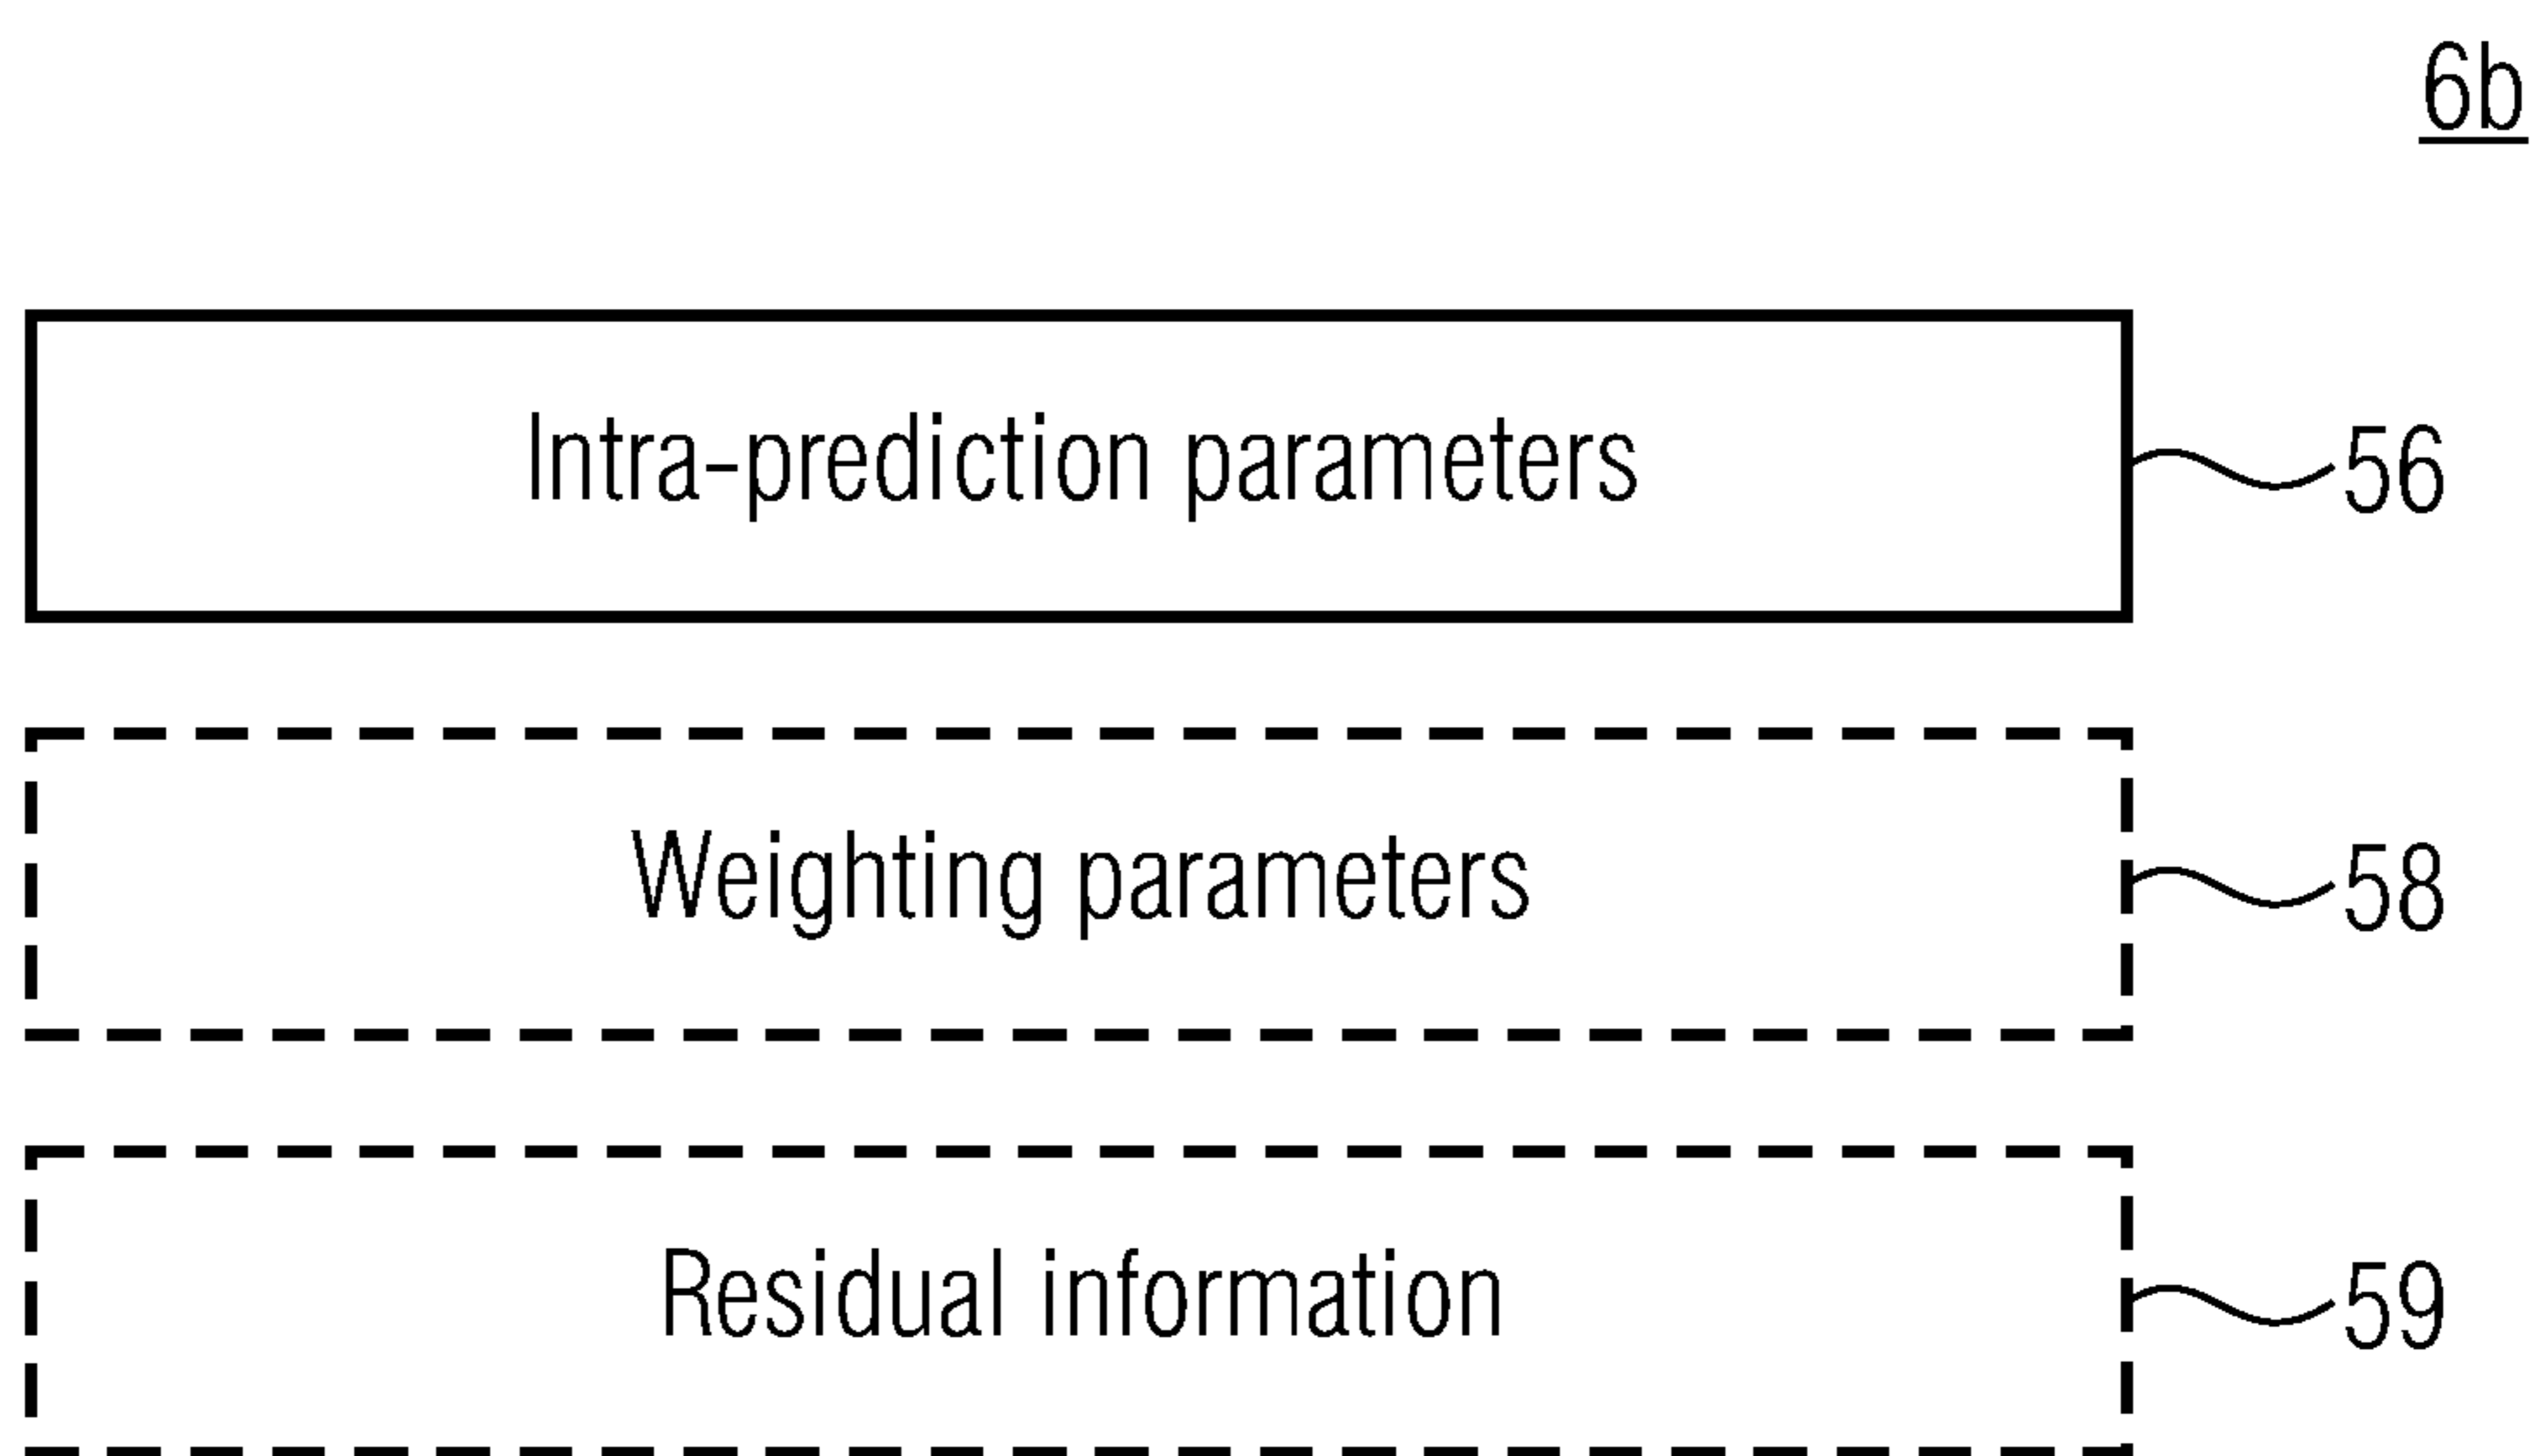 6b
Intra-prediction parameters 56
Weighting parameters 58
Residual information 59